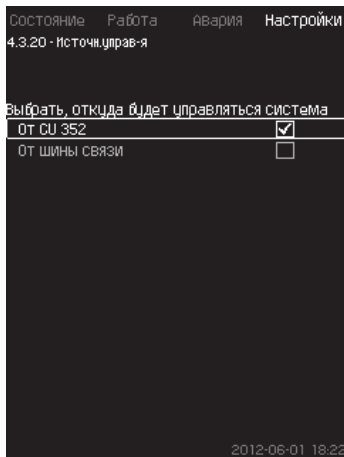 Состояние Работа Авария Настройки
4.3.20 - Источн.управ-я
Выбрать, откуда будет управляться система
От CU 352
От шины связи
2012-06-01 18:22